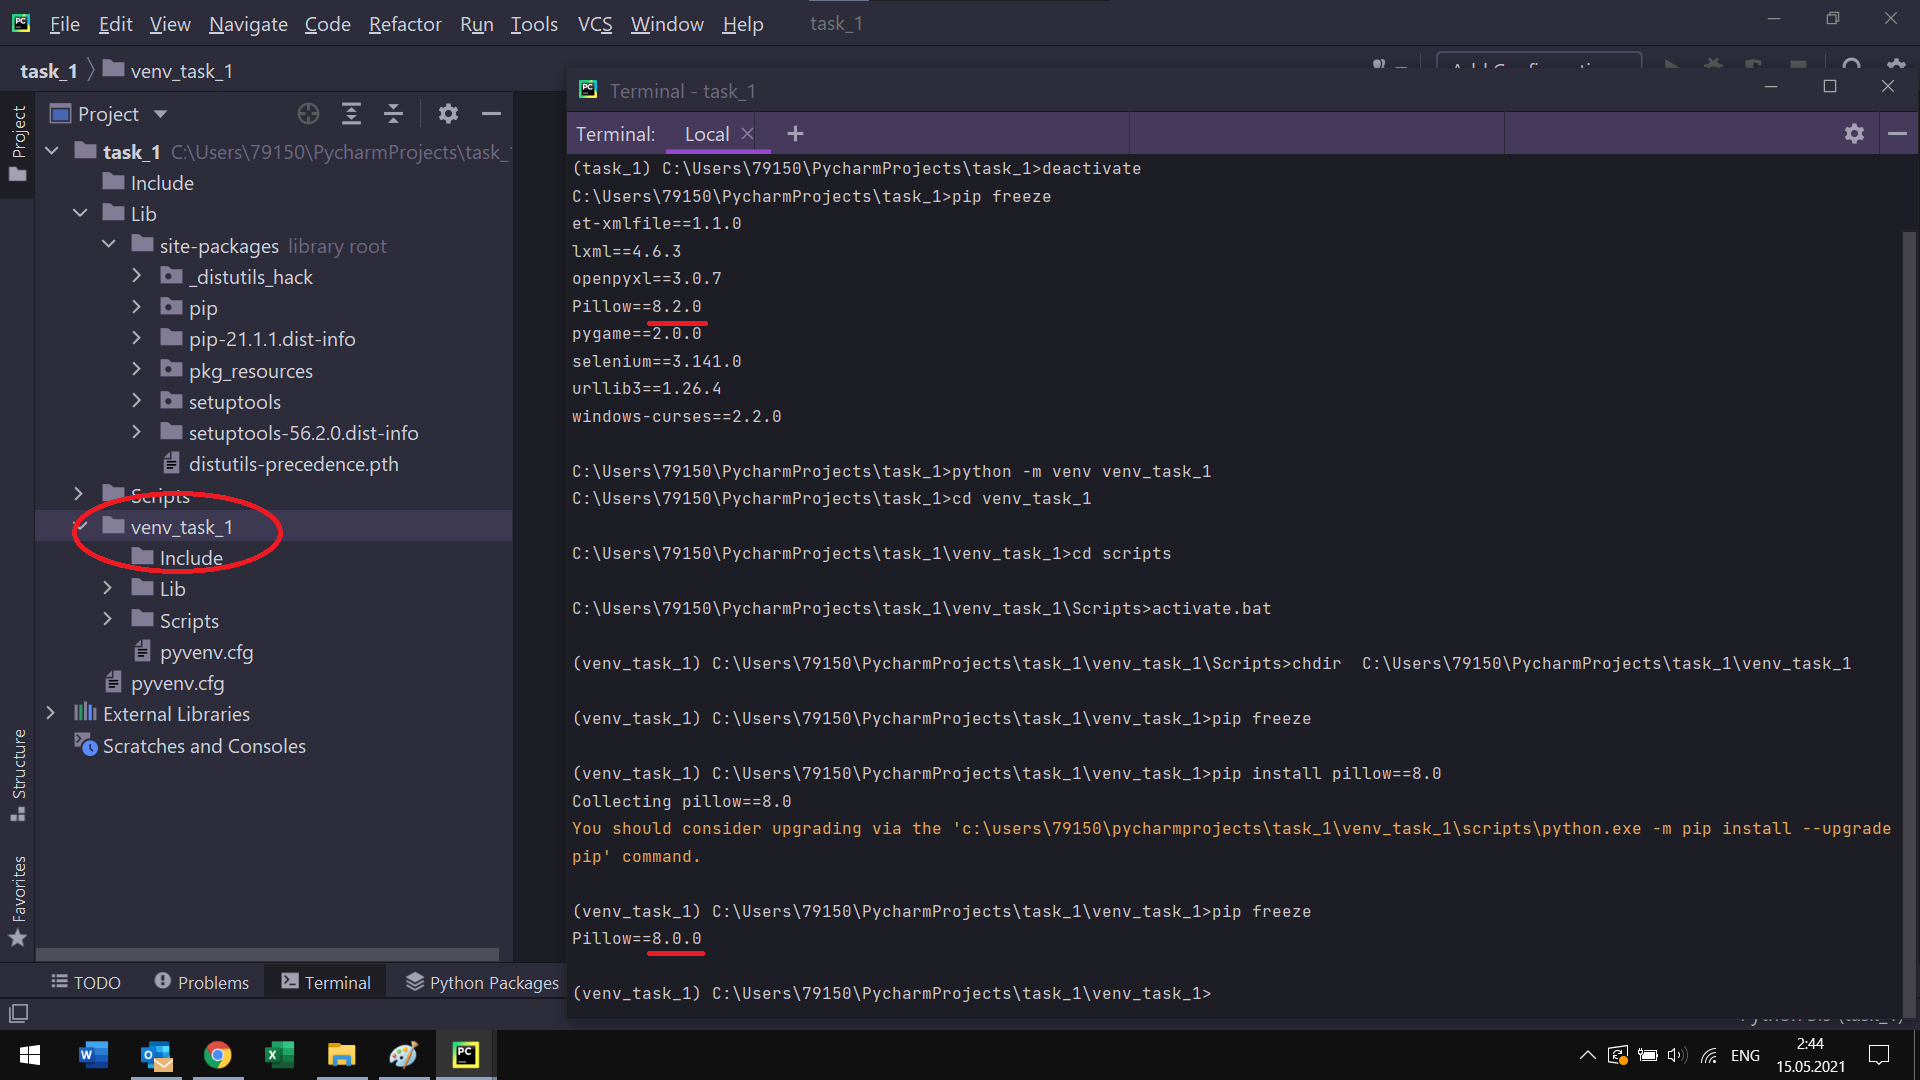 File Edit View Navigate Code Refactor Run Tools VCS Window Help task_1
task_1 venv_task_1
Terminal - task_1
Project
Project
Terminal: Local
task_1 C:\Users\79150\PycharmProjects\task_
Include
Lib
site-packages library root
_distutils_hack
pip
pip-21.1.1.dist-info
pkg_resources
setuptools
setuptools-56.2.0.dist-info
distutils-precedence.pth
Scripts
venv_task_1
Include
Lib
Scripts
pyvenv.cfg
pyvenv.cfg
External Libraries
Scratches and Consoles
Structure
Favorites
(task_1) C:\Users\79150\PycharmProjects\task_1>deactivate
C:\Users\79150\PycharmProjects\task_1>pip freeze
et-xmlfile==1.1.0
lxml==4.6.3
openpyxl==3.0.7
Pillow==8.2.0
pygame==2.0.0
selenium==3.141.0
urllib3==1.26.4
windows-curses==2.2.0
C:\Users\79150\PycharmProjects\task_1>python -m venv venv_task_1
C:\Users\79150\PycharmProjects\task_1>cd venv_task_1
C:\Users\79150\PycharmProjects\task_1\venv_task_1>cd scripts
C:\Users\79150\PycharmProjects\task_1\venv_task_1\Scripts>activate.bat
(venv_task_1) C:\Users\79150\PycharmProjects\task_1\venv_task_1\Scripts>chdir  C:\Users\79150\PycharmProjects\task_1\venv_task_1
(venv_task_1) C:\Users\79150\PycharmProjects\task_1\venv_task_1>pip freeze
(venv_task_1) C:\Users\79150\PycharmProjects\task_1\venv_task_1>pip install pillow==8.0
Collecting pillow==8.0
You should consider upgrading via the 'c:\users\79150\pycharmprojects\task_1\venv_task_1\scripts\python.exe -m pip install --upgrade
pip' command.
(venv_task_1) C:\Users\79150\PycharmProjects\task_1\venv_task_1>pip freeze
Pillow==8.0.0
(venv_task_1) C:\Users\79150\PycharmProjects\task_1\venv_task_1>
TODO Problems Terminal Python Packages
ENG
2:44
15.05.2021